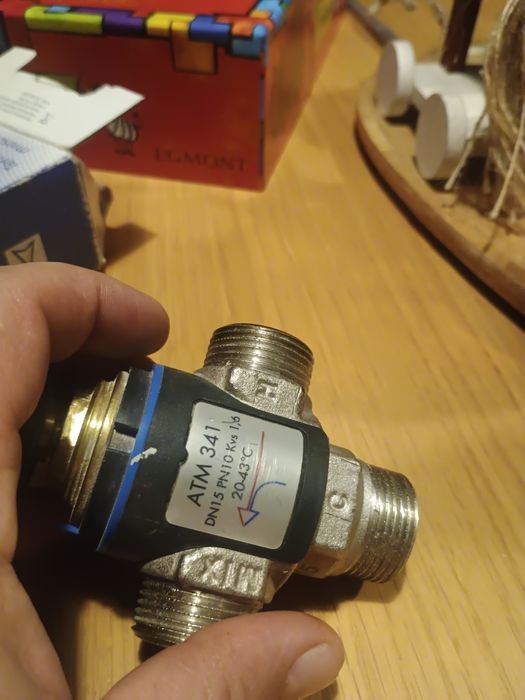 EGMONT
H
ATM 341
DN15 PN10 Kvs 1,6
20-43°C
C
MIX